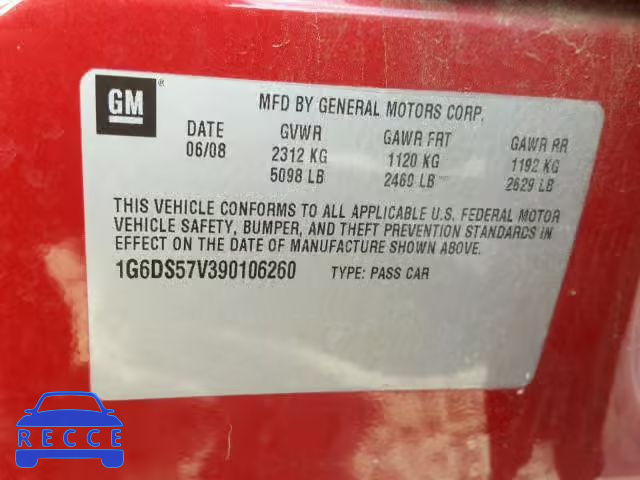 GM ®
MFD BY GENERAL MOTORS CORP.
DATE GVWR GAWR FRT GAWR RR
06/08 2312 KG 1120 KG 1192 KG
5098 LB 2469 LB 2629 LB
THIS VEHICLE CONFORMS TO ALL APPLICABLE U.S. FEDERAL MOTOR
VEHICLE SAFETY, BUMPER, AND THEFT PREVENTION STANDARDS IN
EFFECT ON THE DATE OF MANUFACTURE SHOWN ABOVE.
1G6DS57V390106260 TYPE: PASS CAR
RECCE